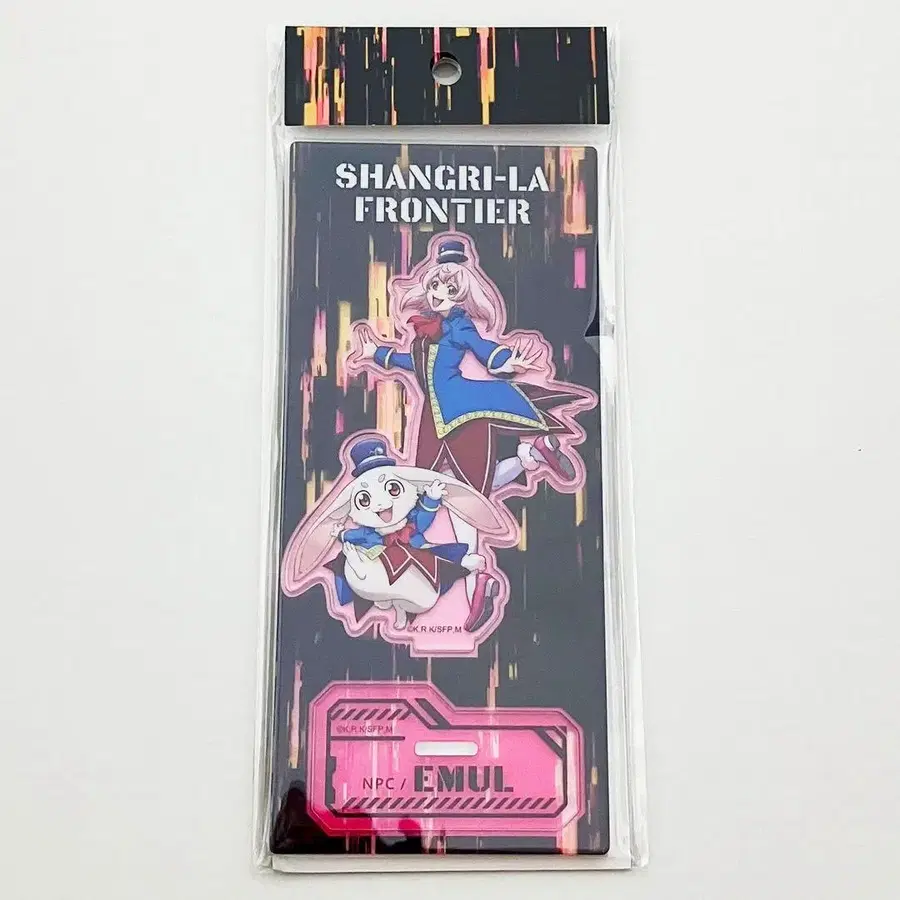 SHANGRI-LA
FRONTIER
©K.R.K/SFP.M
©K.R.K/SFP.M
NPC / EMUL